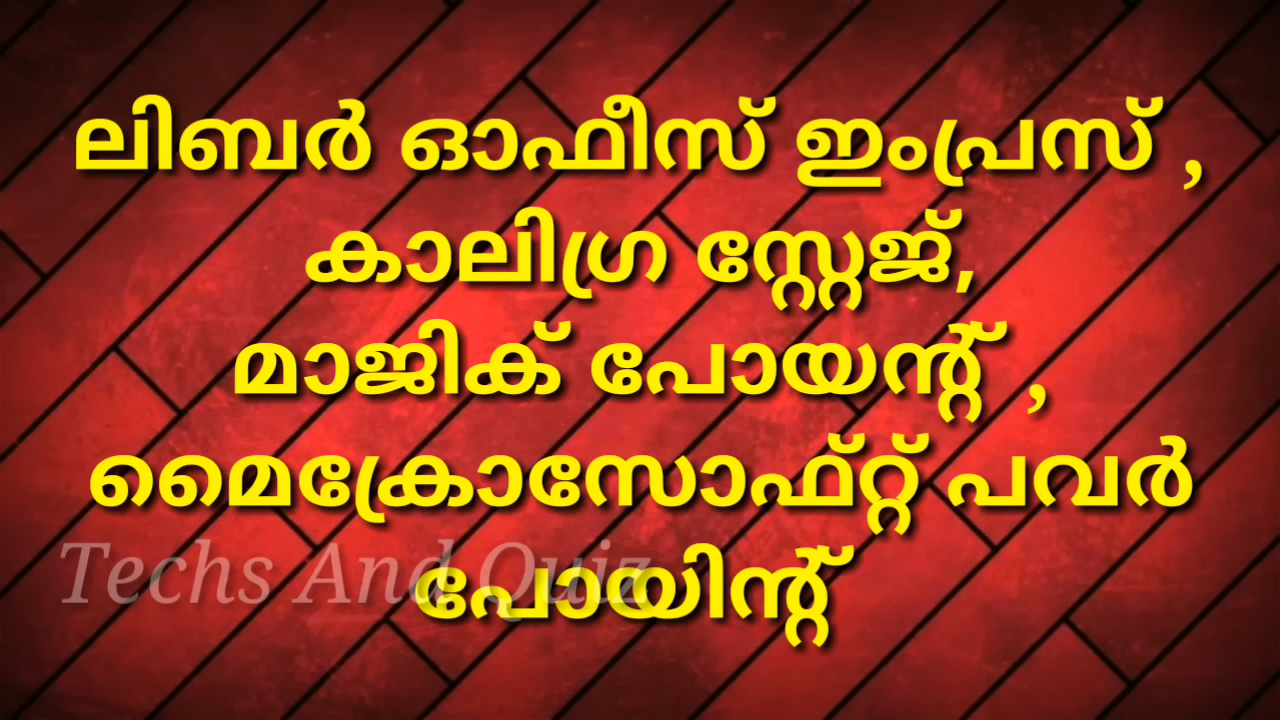 ലിബർ ഓഫീസ് ഇംപ്രസ് ,
കാലിഗ്ര സ്റ്റേജ്,
മാജിക് പോയന്റ് ,
മൈക്രോസോഫ്റ്റ് പവർ
പോയിന്റ്
Techs And Quiz